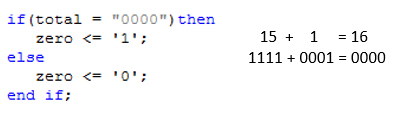 if(total = "0000")then
zero <= '1';
else
zero <= '0';
end if;
15 + 1 = 16
1111 + 0001 = 0000